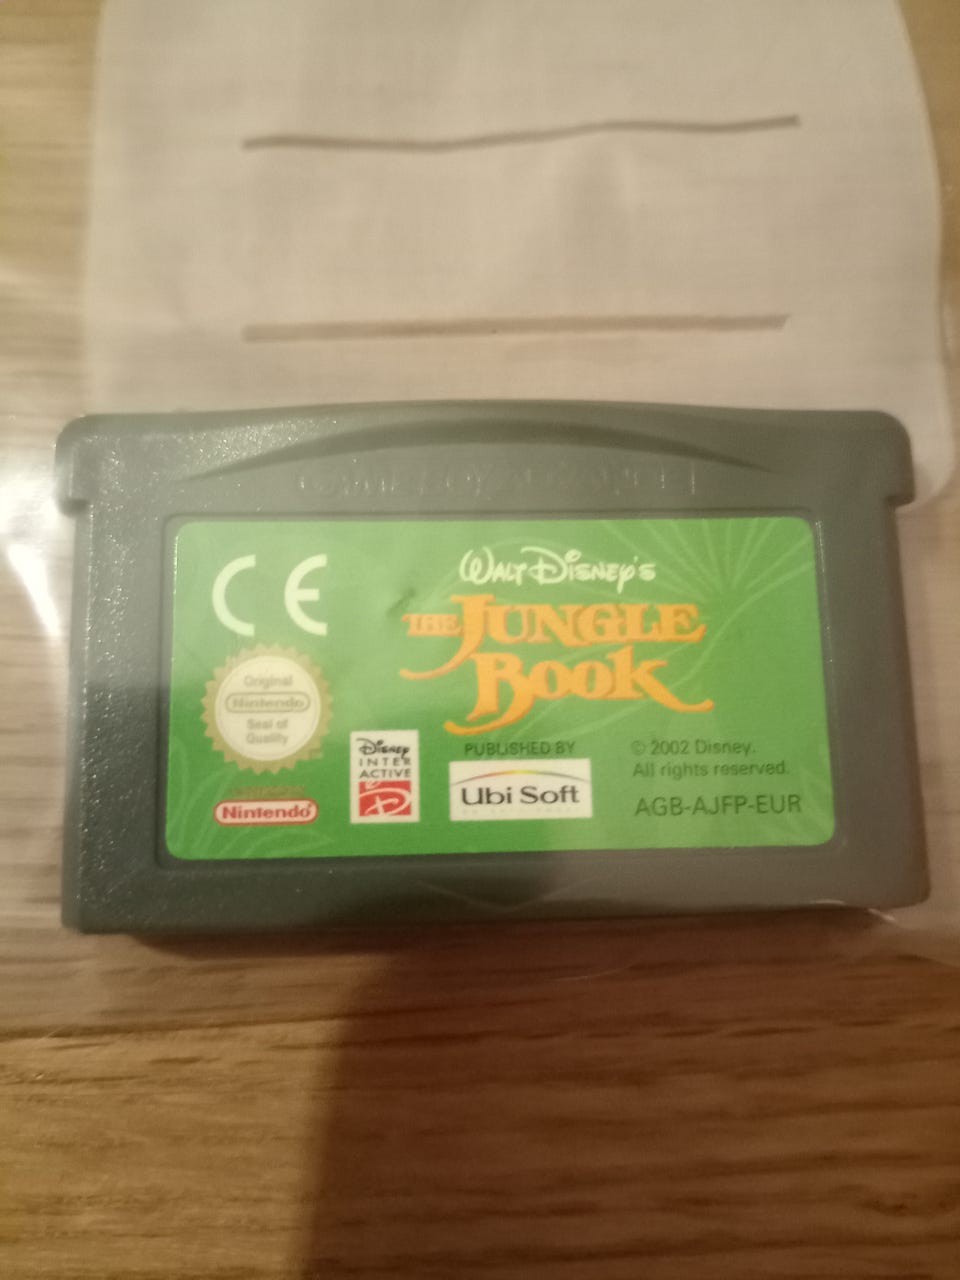 GAME BOY ADVANCE
CE
WALT DISNEY'S
THE JUNGLE
BOOK
Original
Nintendo
Seal of
Quality
Nintendo
DISNEY
INTER
ACTIVE
PUBLISHED BY
Ubi Soft
© 2002 Disney.
All rights reserved.
AGB-AJFP-EUR